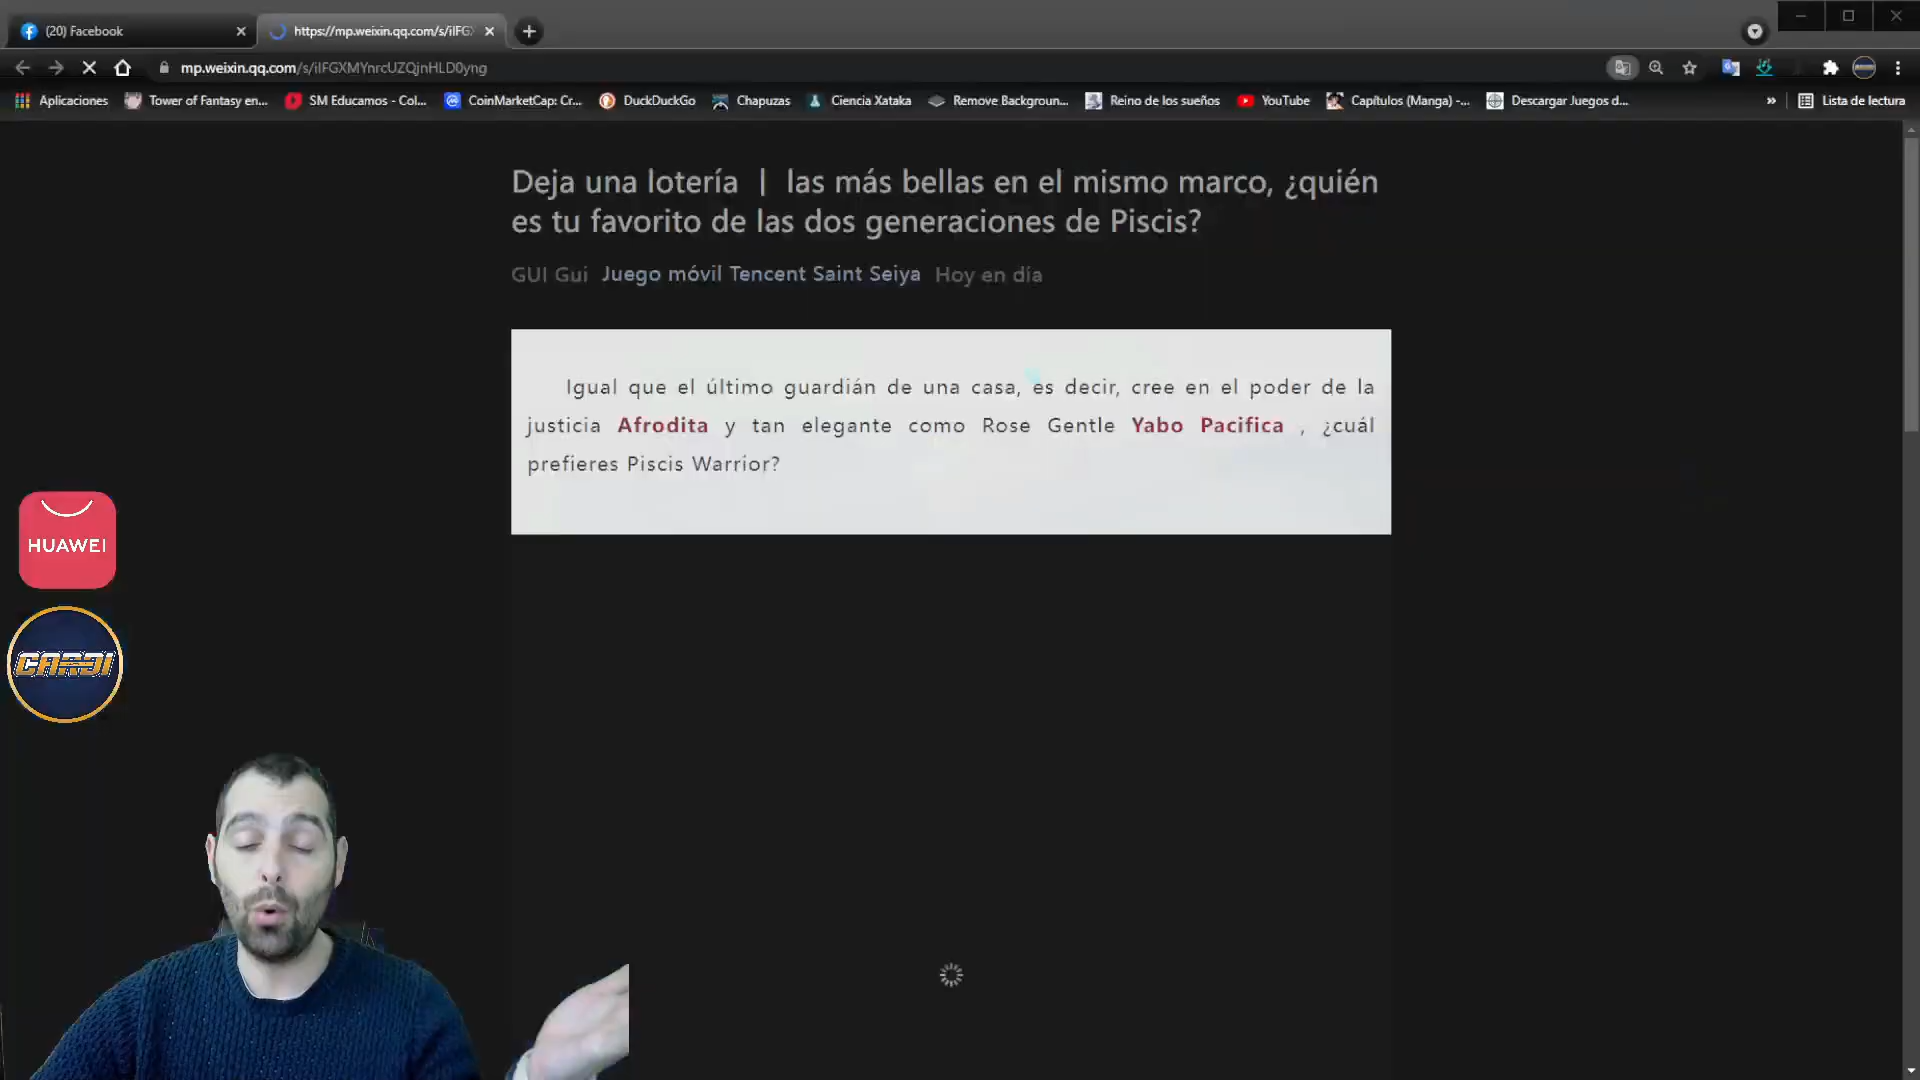 (20) Facebook
https://mp.weixin.qq.com/s/iIFG
mp.weixin.qq.com/s/iIFGXMYnrcUZQjnHLD0yng
Aplicaciones
Tower of Fantasy en...
SM Educamos - Col...
CoinMarketCap: Cr...
DuckDuckGo
Chapuzas
Ciencia Xataka
Remove Backgroun...
Reino de los sueños
YouTube
Capítulos (Manga) -...
Descargar Juegos d...
»
Lista de lectura
Deja una lotería | las más bellas en el mismo marco, ¿quién
es tu favorito de las dos generaciones de Piscis?
GUI Gui Juego móvil Tencent Saint Seiya Hoy en día
Igual que el último guardián de una casa, es decir, cree en el poder de la
justicia Afrodita y tan elegante como Rose Gentle Yabo Pacifica , ¿cuál
prefieres Piscis Warrior?
HUAWEI
CARDI